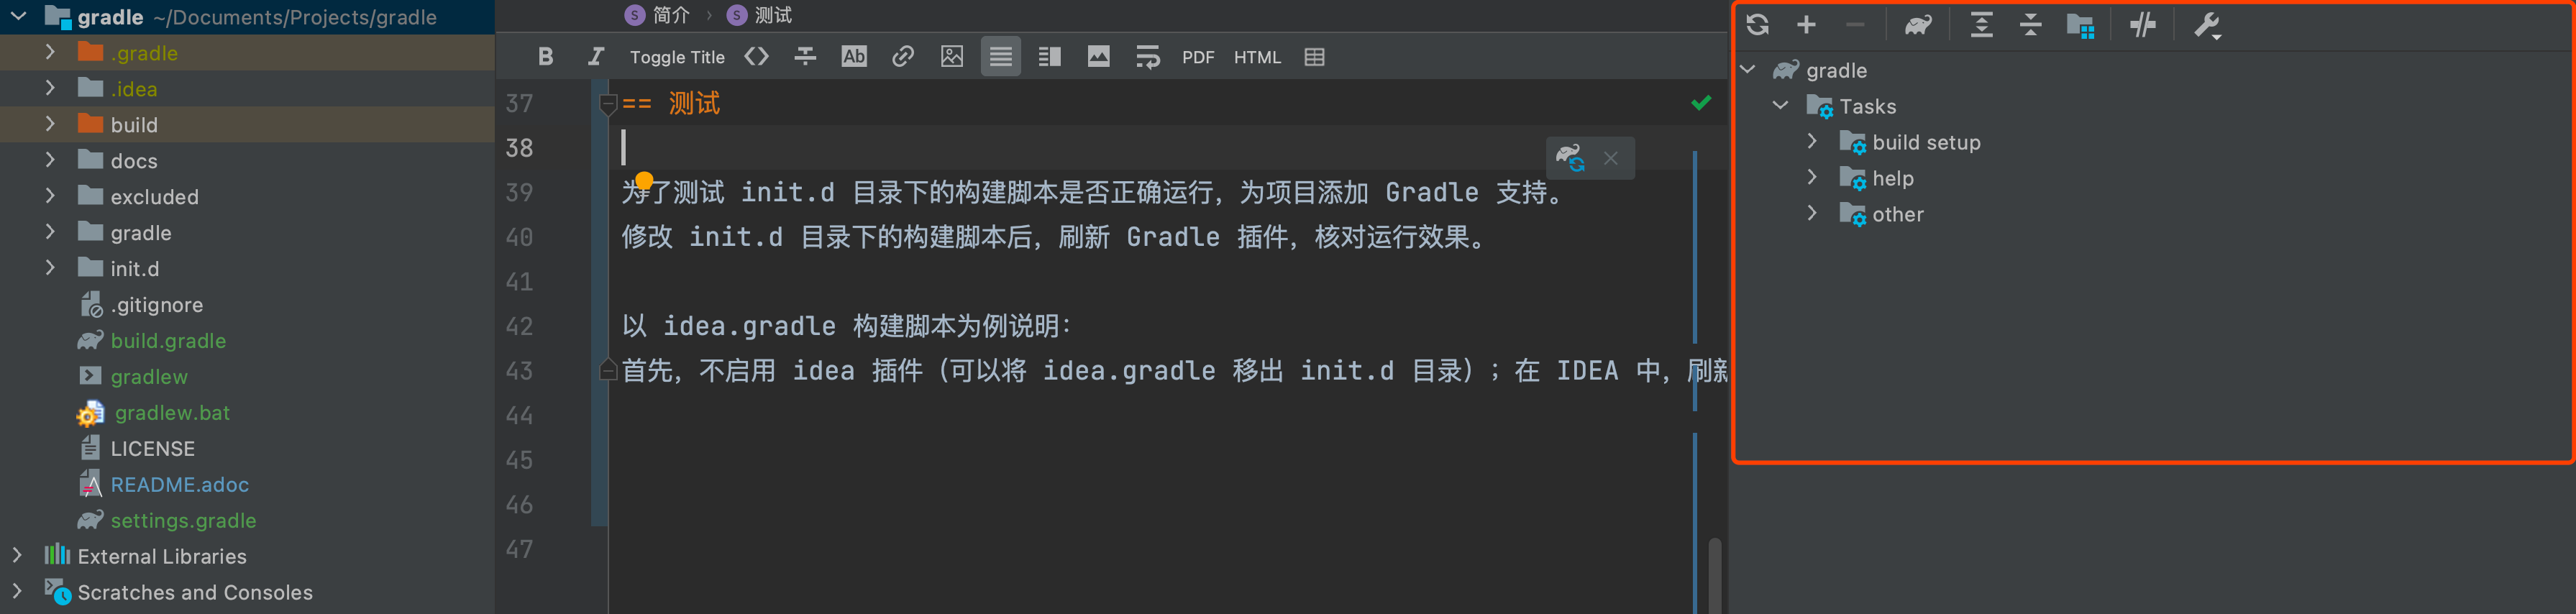 gradle ~/Documents/Projects/gradle
.gradle
.idea
build
docs
excluded
gradle
init.d
.gitignore
build.gradle
gradlew
gradlew.bat
LICENSE
README.adoc
settings.gradle
External Libraries
Scratches and Consoles
S 简介 › S 测试
B I Toggle Title <> Ab PDF HTML
37 == 测试
38
39 为了测试 init.d 目录下的构建脚本是否正确运行，为项目添加 Gradle 支持。
40 修改 init.d 目录下的构建脚本后，刷新 Gradle 插件，核对运行效果。
41
42 以 idea.gradle 构建脚本为例说明：
43 首先，不启用 idea 插件（可以将 idea.gradle 移出 init.d 目录）；在 IDEA 中，刷新
44
45
46
47
gradle
Tasks
build setup
help
other